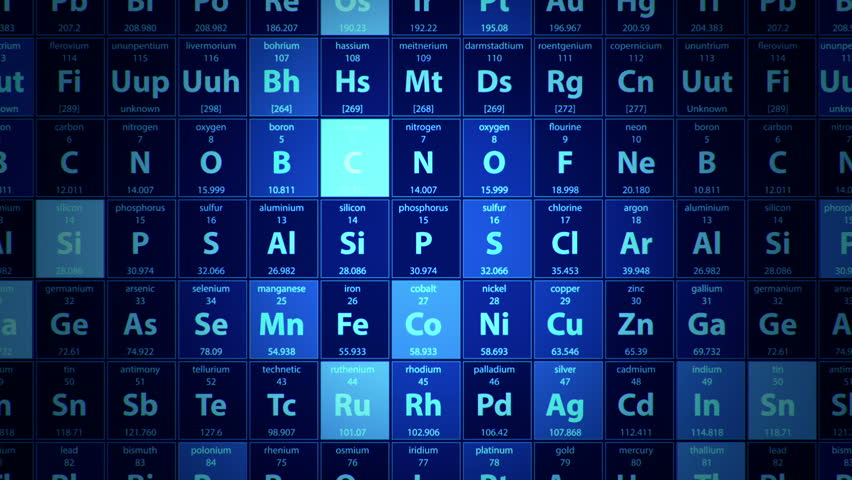 Po Re Os Ir Pt Au Hg
207.2 208.980 208.982 186.207 190.23 192.22 195.08 196.967 200.59 204.38 207.2
flerovium ununpentium livermorium bohrium hassium meitnerium darmstadtium roentgenium copernicium ununtrium flerovium
114 115 116 107 108 109 110 111 112 113 114
Fi Uup Uuh Bh Hs Mt Ds Rg Cn Uut Fi
unknown [289] unknown [298] [264] [269] [268] [269] [272] [277] Unknown [289]
carbon nitrogen oxygen boron nitrogen oxygen flourine neon boron carbon
6 7 8 5 7 8 9 10 5 6
C N O B C N O F Ne B C
12.011 14.007 15.999 10.811 14.007 15.999 18.998 20.180 10.811 12.011
silicon phosphorus sulfur aluminium silicon phosphorus sulfur chlorine argon aluminium silicon
14 15 16 13 14 15 16 17 18 13 14
Al Si P S Al Si P S Cl Ar Al Si
28.086 30.974 32.066 26.982 28.086 30.974 32.066 35.453 39.948 26.982 28.086
germanium arsenic selenium manganese iron cobalt nickel copper zinc gallium germanium
32 33 34 25 26 27 28 29 30 31 32
Ge As Se Mn Fe Co Ni Cu Zn Ga Ge
72.61 74.922 78.09 54.938 55.933 58.933 58.693 63.546 65.39 69.732 72.61
tin antimony tellurium technetic ruthenium rhodium palladium silver cadmium indium tin
50 51 52 43 44 45 46 47 48 49 50
Sn Sb Te Tc Ru Rh Pd Ag Cd In Sn
118.71 121.760 127.6 98.907 101.07 102.906 106.42 107.868 112.411 114.818 118.71
lead bismuth polonium rhenium osmium iridium platinum gold mercury thallium lead
82 83 84 75 76 77 78 79 80 81 82